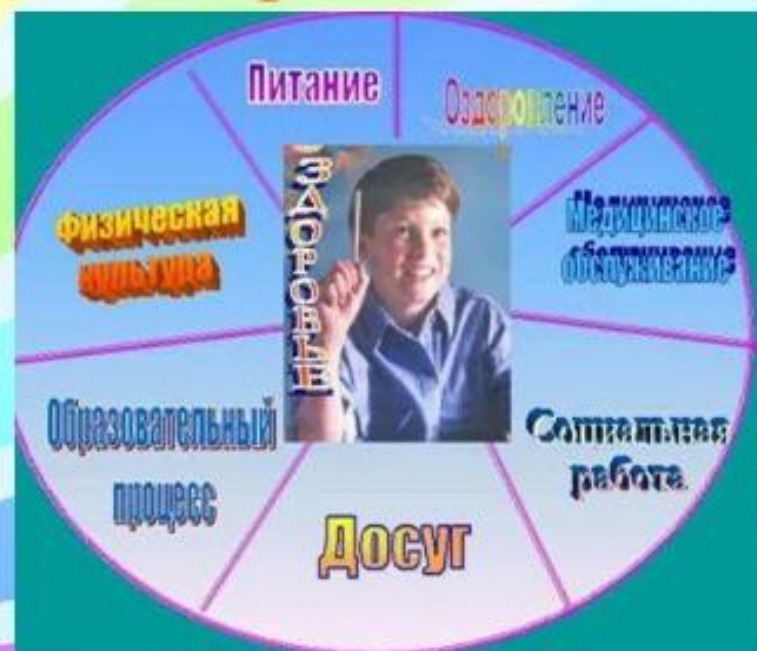 Питание
Оздоровление
Медицинское
обслуживание
Социальная
работа
Досуг
Образовательный
процесс
Физическая
культура
ЗДОРОВЬЕ